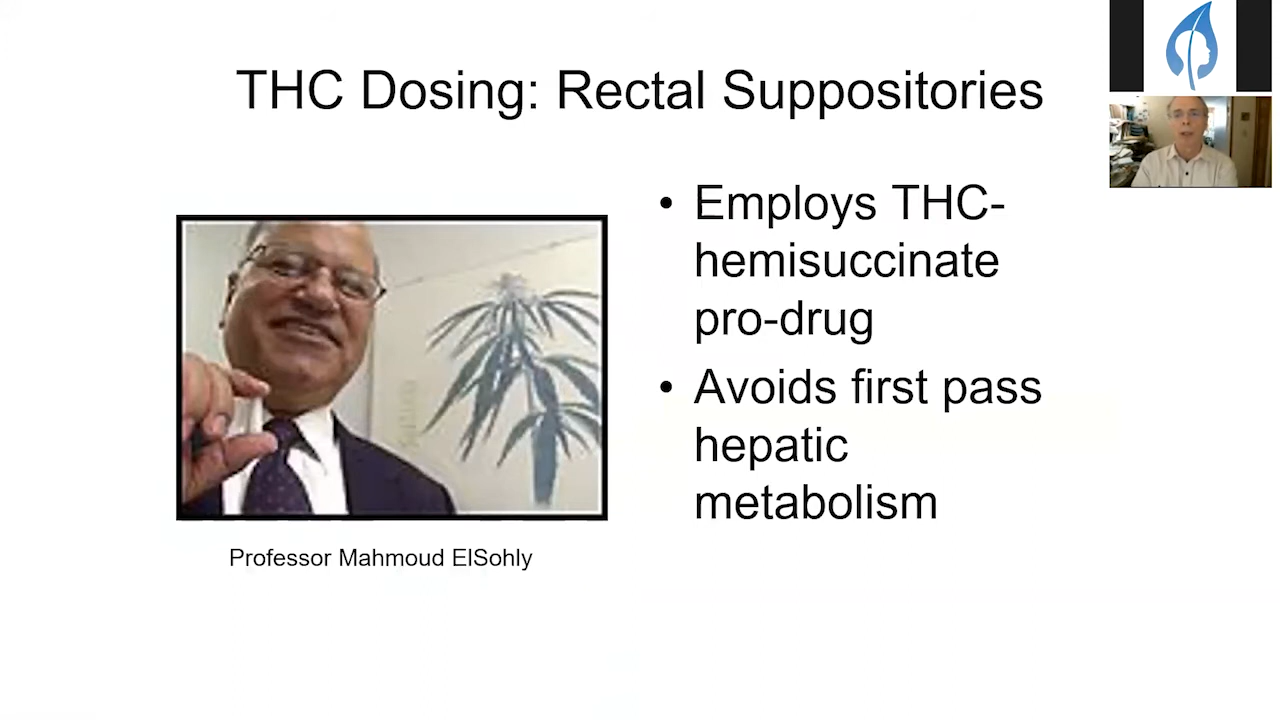 THC Dosing: Rectal Suppositories
• Employs THC-
hemisuccinate
pro-drug
• Avoids first pass
hepatic
metabolism
Professor Mahmoud ElSohly